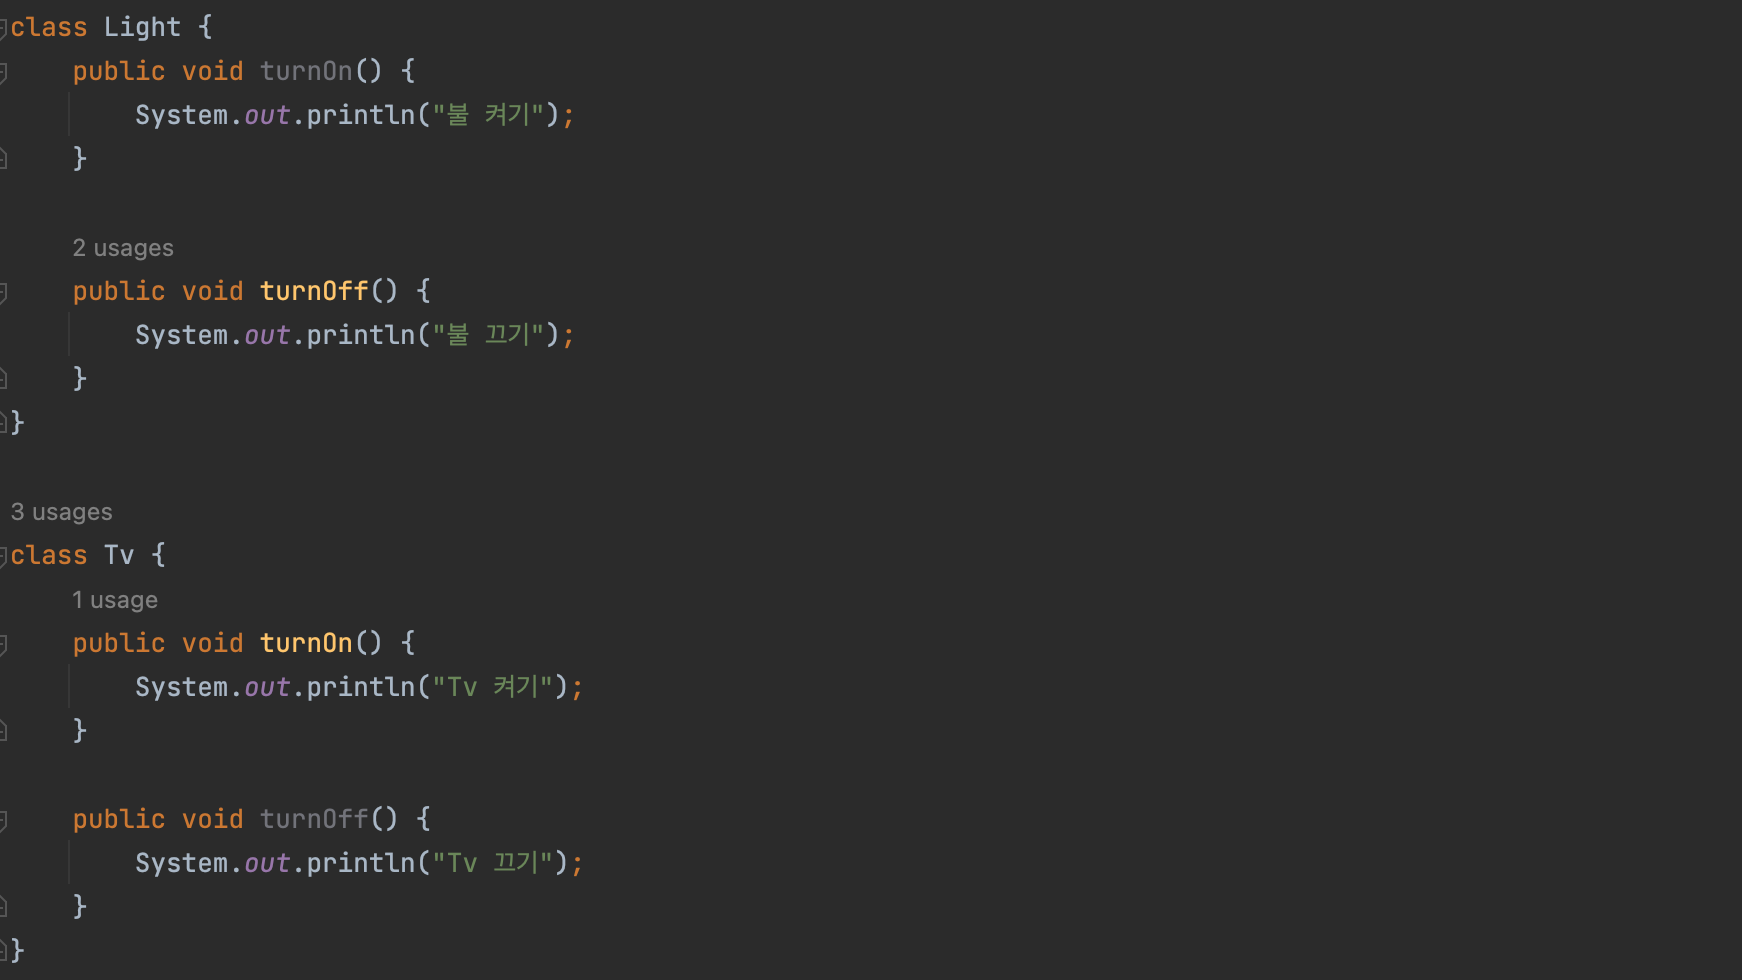 class Light {
    public void turnOn() {
        System.out.println("불 켜기");
    }
    2 usages
    public void turnOff() {
        System.out.println("불 끄기");
    }
}
3 usages
class Tv {
    1 usage
    public void turnOn() {
        System.out.println("Tv 켜기");
    }
    public void turnOff() {
        System.out.println("Tv 끄기");
    }
}